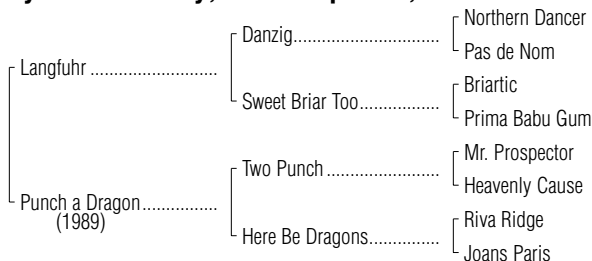 Northern Dancer
Danzig
Pas de Nom
Langfuhr
Briartic
Sweet Briar Too
Prima Babu Gum
Mr. Prospector
Two Punch
Heavenly Cause
Punch a Dragon
(1989)
Riva Ridge
Here Be Dragons
Joans Paris